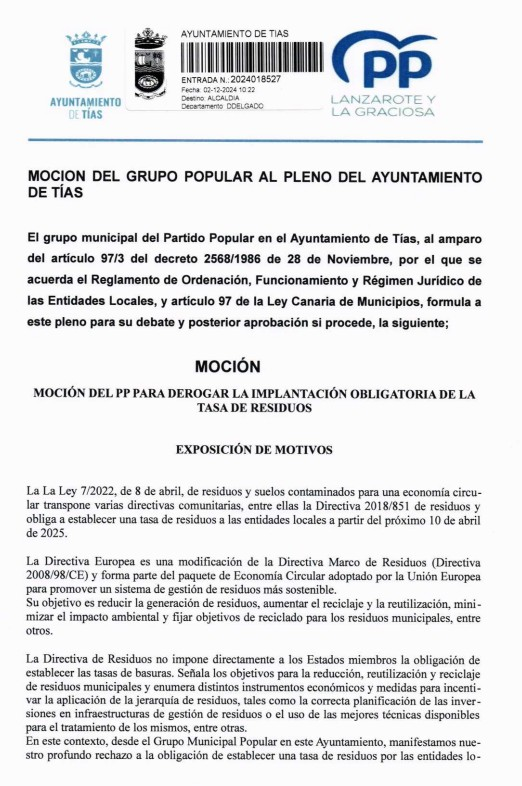 AYUNTAMIENTO
DE TÍAS
AYUNTAMIENTO DE TIAS
ENTRADA N.: 2024018527
Fecha: 02-12-2024 10:22
Destino: ALCALDIA
Departamento: DDELGADO
PP
LANZAROTE Y
LA GRACIOSA
MOCION DEL GRUPO POPULAR AL PLENO DEL AYUNTAMIENTO
DE TÍAS
El grupo municipal del Partido Popular en el Ayuntamiento de Tías, al amparo
del artículo 97/3 del decreto 2568/1986 de 28 de Noviembre, por el que se
acuerda el Reglamento de Ordenación, Funcionamiento y Régimen Jurídico de
las Entidades Locales, y artículo 97 de la Ley Canaria de Municipios, formula a
este pleno para su debate y posterior aprobación si procede, la siguiente;
MOCIÓN
MOCIÓN DEL PP PARA DEROGAR LA IMPLANTACIÓN OBLIGATORIA DE LA
TASA DE RESIDUOS
EXPOSICIÓN DE MOTIVOS
La La Ley 7/2022, de 8 de abril, de residuos y suelos contaminados para una economía circu-
lar transpone varias directivas comunitarias, entre ellas la Directiva 2018/851 de residuos y
obliga a establecer una tasa de residuos a las entidades locales a partir del próximo 10 de abril
de 2025.
La Directiva Europea es una modificación de la Directiva Marco de Residuos (Directiva
2008/98/CE) y forma parte del paquete de Economía Circular adoptado por la Unión Europea
para promover un sistema de gestión de residuos más sostenible.
Su objetivo es reducir la generación de residuos, aumentar el reciclaje y la reutilización, mini-
mizar el impacto ambiental y fijar objetivos de reciclado para los residuos municipales, entre
otros.
La Directiva de Residuos no impone directamente a los Estados miembros la obligación de
establecer las tasas de basuras. Señala los objetivos para la reducción, reutilización y reciclaje
de residuos municipales y enumera distintos instrumentos económicos y medidas para incenti-
var la aplicación de la jerarquía de residuos, tales como la correcta planificación de las inver-
siones en infraestructuras de gestión de residuos o el uso de las mejores técnicas disponibles
para el tratamiento de los mismos, entre otras.
En este contexto, desde el Grupo Municipal Popular en este Ayuntamiento, manifestamos nue-
stro profundo rechazo a la obligación de establecer una tasa de residuos por las entidades lo-